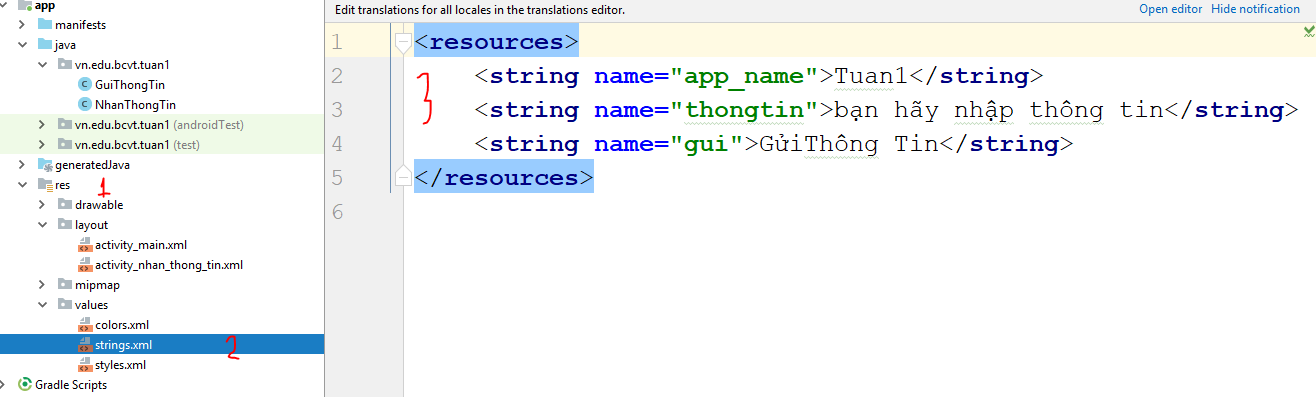 app
manifests
java
vn.edu.bcvt.tuan1
GuiThongTin
NhanThongTin
vn.edu.bcvt.tuan1 (androidTest)
vn.edu.bcvt.tuan1 (test)
generatedJava
res
1
drawable
layout
activity_main.xml
activity_nhan_thong_tin.xml
mipmap
values
colors.xml
strings.xml
2
styles.xml
Gradle Scripts
Edit translations for all locales in the translations editor.
Open editor Hide notification
1 <resources>
2 <string name="app_name">Tuan1</string>
3 <string name="thongtin">bạn hãy nhập thông tin</string>
4 <string name="gui">GửiThông Tin</string>
5 </resources>
6